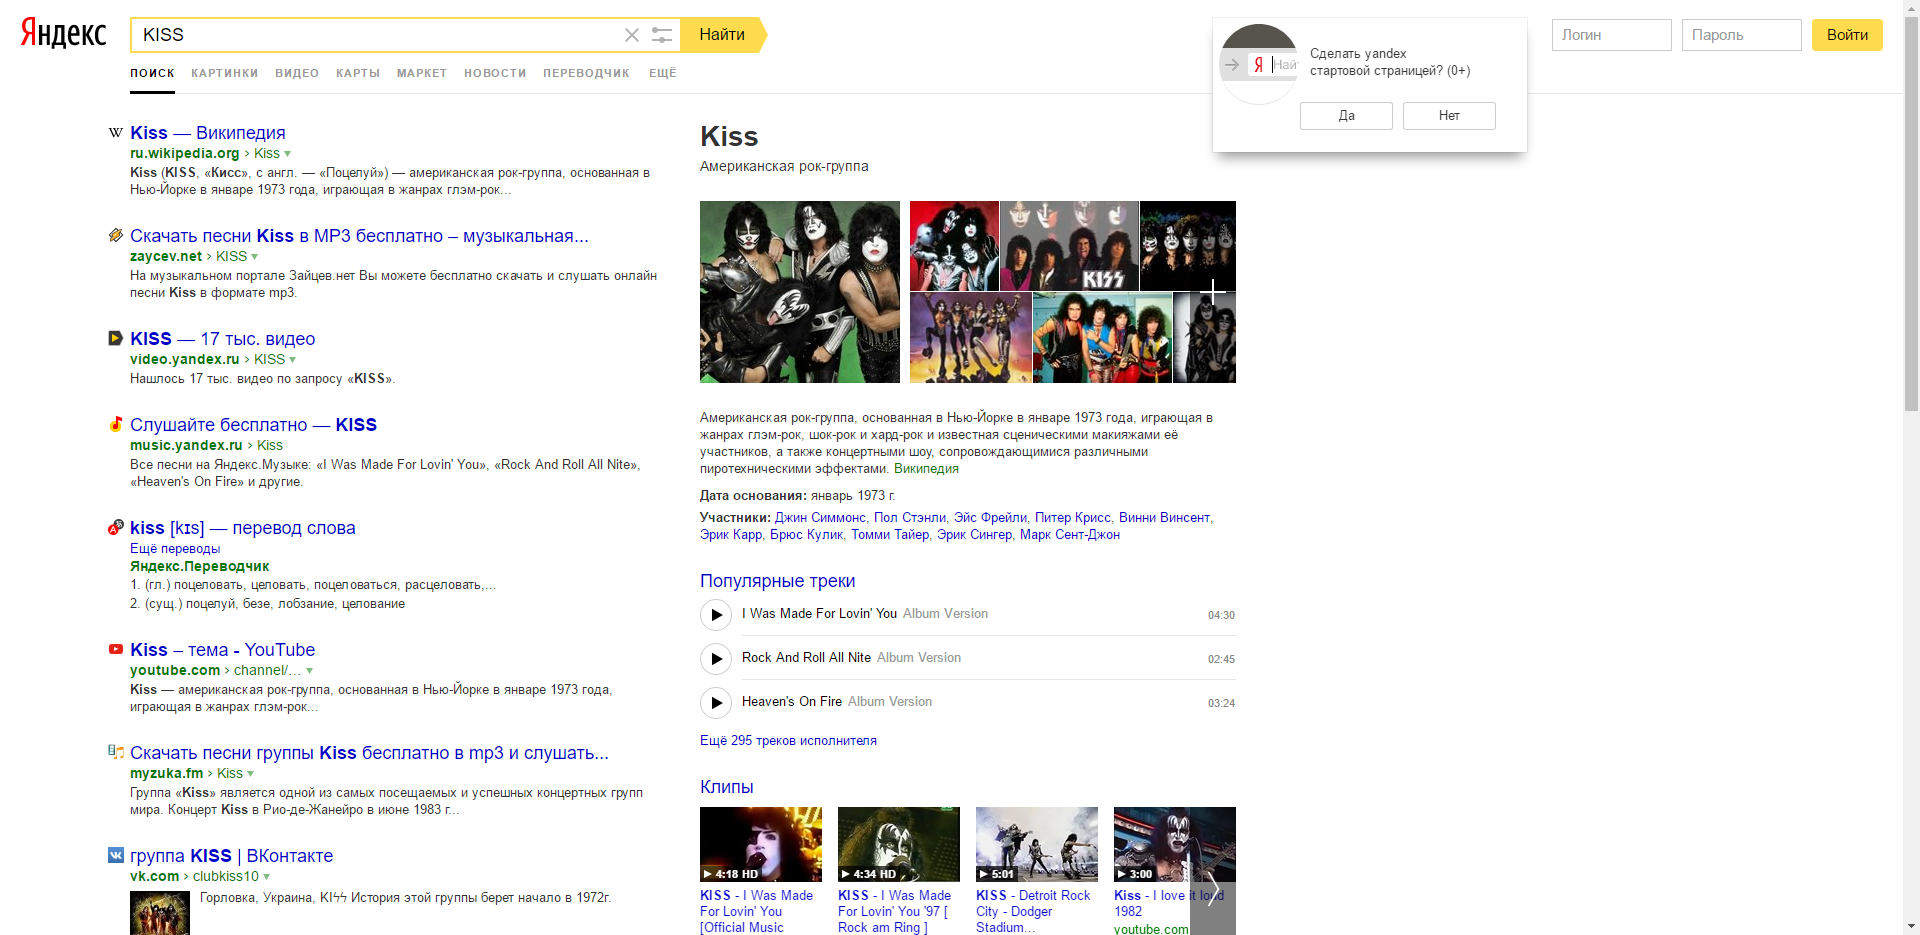 Яндекс
KISS
Найти
ПОИСК КАРТИНКИ ВИДЕО КАРТЫ МАРКЕТ НОВОСТИ ПЕРЕВОДЧИК ЕЩЁ
Я Най
Сделать yandex
стартовой страницей? (0+)
Да Нет
Логин Пароль Войти
W Kiss — Википедия
ru.wikipedia.org › Kiss
Kiss (KISS, «Кисс», с англ. — «Поцелуй») — американская рок-группа, основанная в
Нью-Йорке в январе 1973 года, играющая в жанрах глэм-рок...
Скачать песни Kiss в MP3 бесплатно – музыкальная...
zaycev.net › KISS
На музыкальном портале Зайцев.нет Вы можете бесплатно скачать и слушать онлайн
песни Kiss в формате mp3.
KISS — 17 тыс. видео
video.yandex.ru › KISS
Нашлось 17 тыс. видео по запросу «KISS».
Слушайте бесплатно — KISS
music.yandex.ru › Kiss
Все песни на Яндекс.Музыке: «I Was Made For Lovin' You», «Rock And Roll All Nite»,
«Heaven's On Fire» и другие.
kiss [kɪs] — перевод слова
Ещё переводы
Яндекс.Переводчик
1. (гл.) поцеловать, целовать, поцеловаться, расцеловать,...
2. (сущ.) поцелуй, безе, лобзание, целование
Kiss – тема - YouTube
youtube.com › channel/...
Kiss — американская рок-группа, основанная в Нью-Йорке в январе 1973 года,
играющая в жанрах глэм-рок...
Скачать песни группы Kiss бесплатно в mp3 и слушать...
myzuka.fm › Kiss
Группа «Kiss» является одной из самых посещаемых и успешных концертных групп
мира. Концерт Kiss в Рио-де-Жанейро в июне 1983 г...
группа KISS | ВКонтакте
vk.com › clubkiss10
Горловка, Украина, KIϟϟ История этой группы берет начало в 1972г.
Kiss
Американская рок-группа
KISS
Американская рок-группа, основанная в Нью-Йорке в январе 1973 года, играющая в
жанрах глэм-рок, шок-рок и хард-рок и известная сценическими макияжами её
участников, а также концертными шоу, сопровождающимися различными
пиротехническими эффектами. Википедия
Дата основания: январь 1973 г.
Участники: Джин Симмонс, Пол Стэнли, Эйс Фрейли, Питер Крисс, Винни Винсент,
Эрик Карр, Брюс Кулик, Томми Тайер, Эрик Сингер, Марк Сент-Джон
Популярные треки
I Was Made For Lovin' You Album Version 04:30
Rock And Roll All Nite Album Version 02:45
Heaven's On Fire Album Version 03:24
Ещё 295 треков исполнителя
Клипы
4:18 HD
KISS - I Was Made
For Lovin' You
[Official Music
4:34 HD
KISS - I Was Made
For Lovin' You '97 [
Rock am Ring ]
5:01
KISS - Detroit Rock
City - Dodger
Stadium...
3:00
Kiss - I love it loud
1982
youtube.com